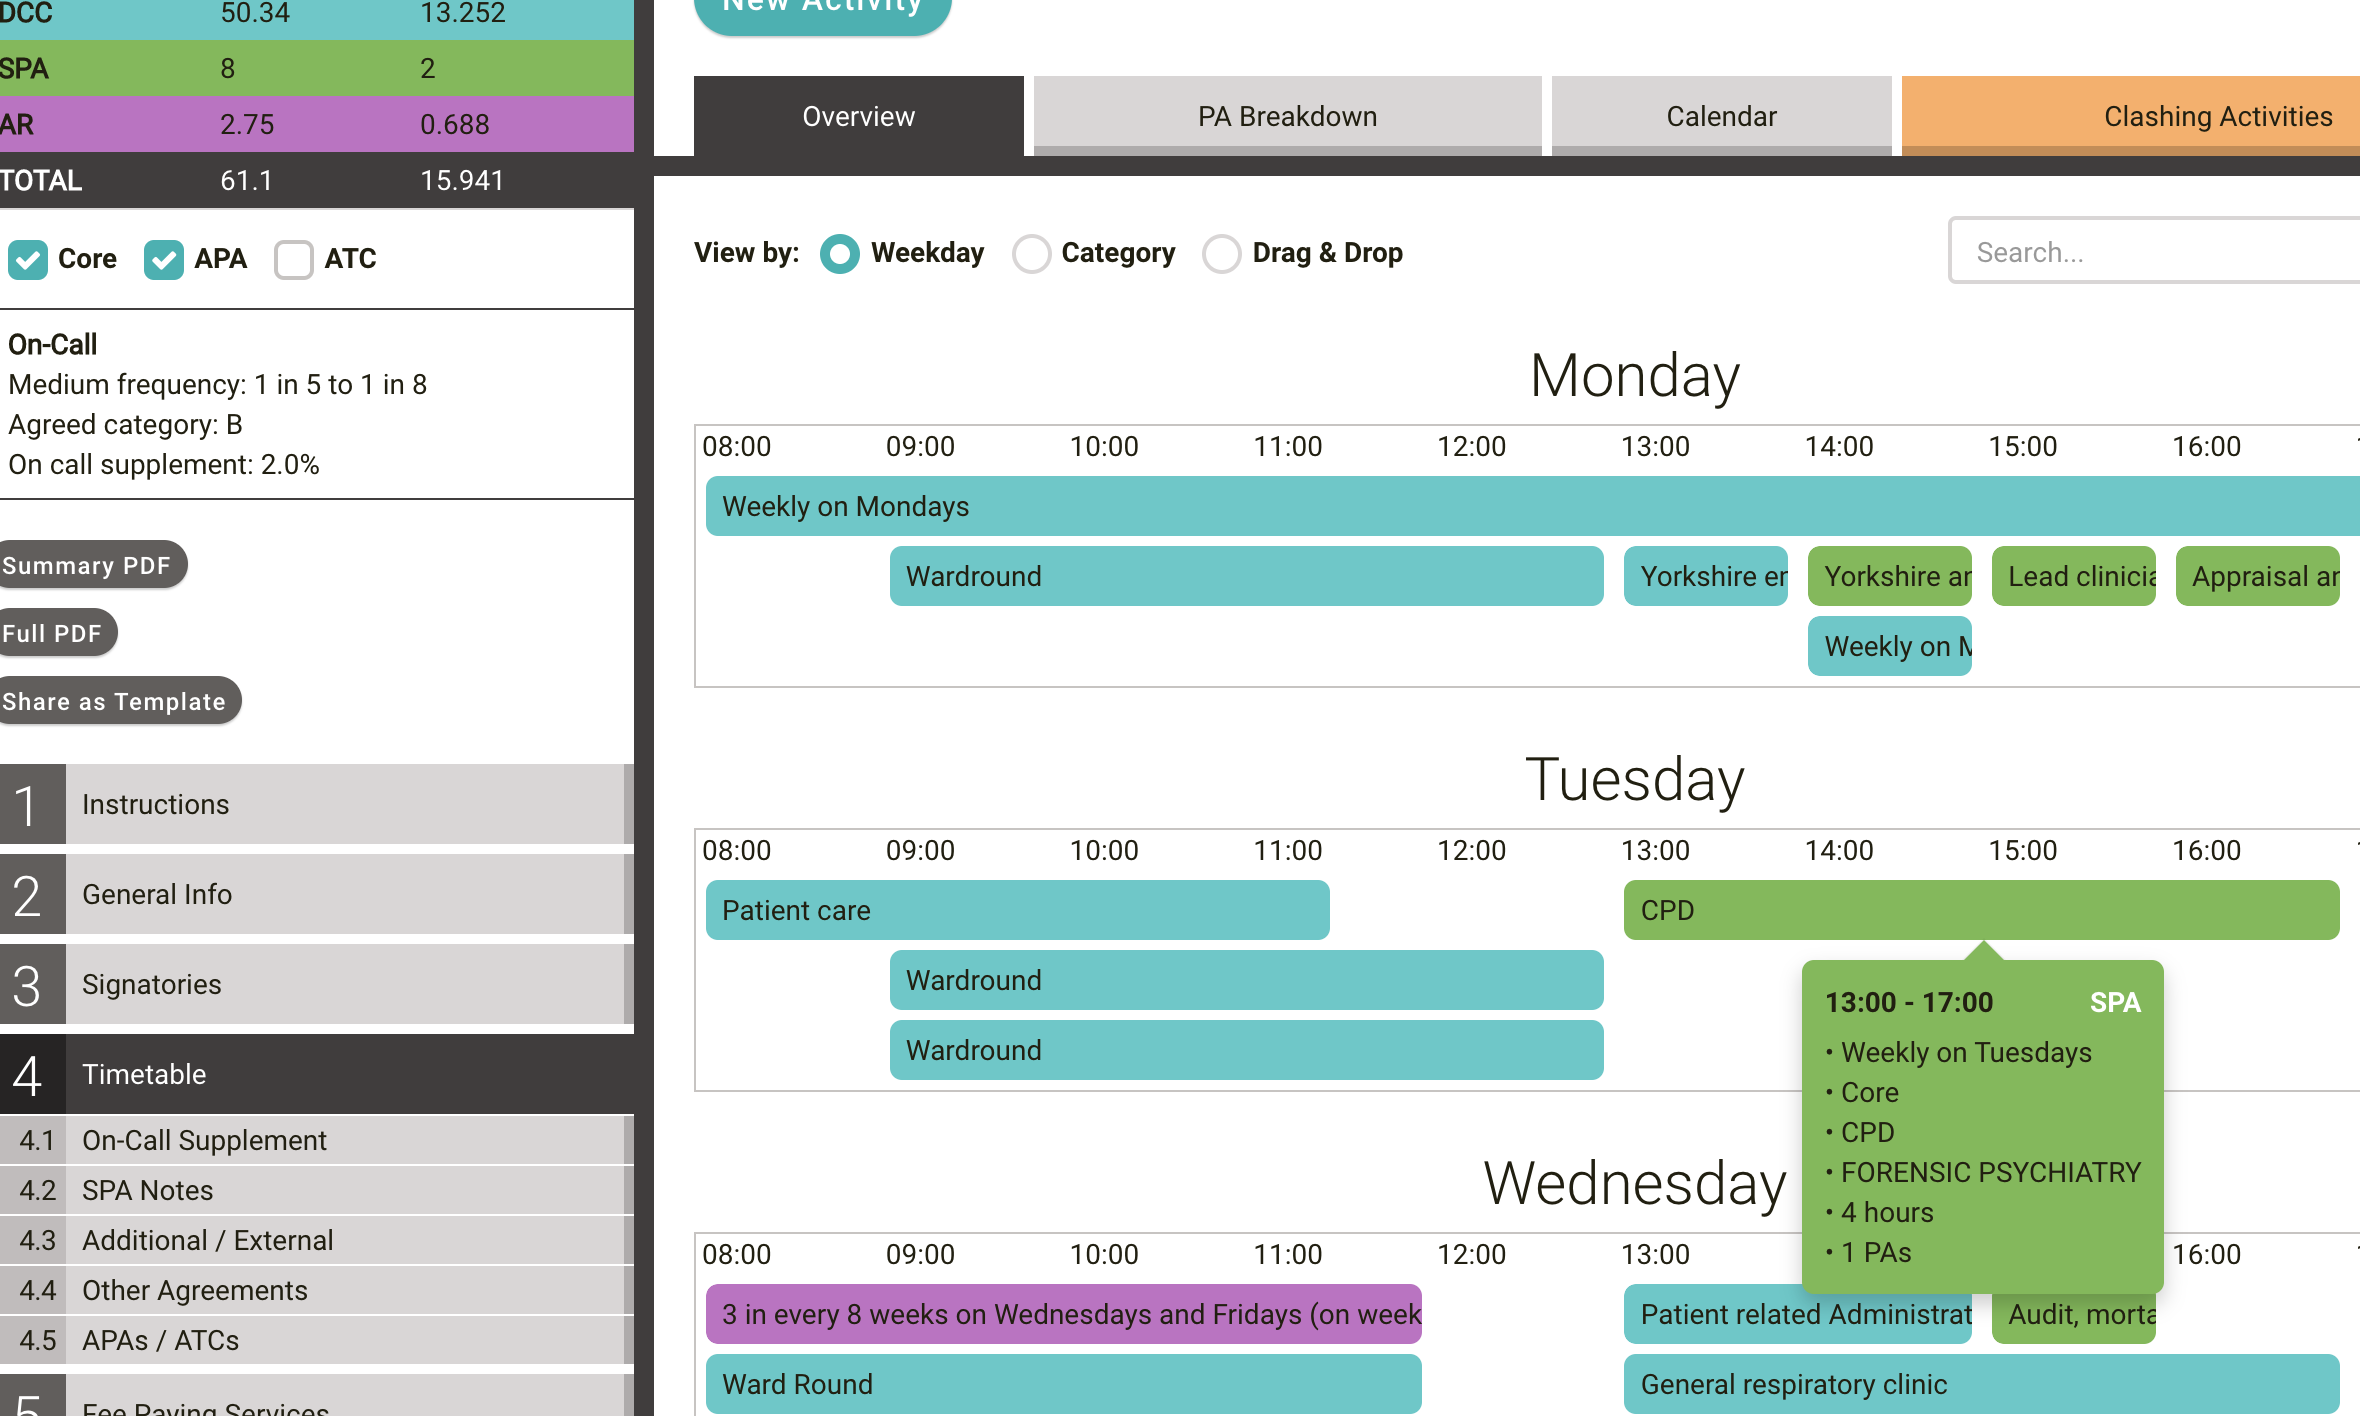 DCC 50.34 13.252
SPA 8 2
AR 2.75 0.688
TOTAL 61.1 15.941
Core APA ATC
On-Call
Medium frequency: 1 in 5 to 1 in 8
Agreed category: B
On call supplement: 2.0%
Summary PDF
Full PDF
Share as Template
1 Instructions
2 General Info
3 Signatories
4 Timetable
4.1 On-Call Supplement
4.2 SPA Notes
4.3 Additional / External
4.4 Other Agreements
4.5 APAs / ATCs
5 Fee Paying Services
New Activity
Overview PA Breakdown Calendar Clashing Activities
View by: Weekday Category Drag & Drop Search...
Monday
08:00 09:00 10:00 11:00 12:00 13:00 14:00 15:00 16:00
Weekly on Mondays
Wardround Yorkshire Yorkshire Lead Appraisal
Weekly on
Tuesday
08:00 09:00 10:00 11:00 12:00 13:00 14:00 15:00 16:00
Patient care CPD
Wardround
Wardround
13:00 - 17:00 SPA
• Weekly on Tuesdays
• Core
• CPD
• FORENSIC PSYCHIATRY
• 4 hours
• 1 PAs
Wednesday
08:00 09:00 10:00 11:00 12:00 13:00 16:00
3 in every 8 weeks on Wednesdays and Fridays (on week Patient related Administrat Audit, morta
Ward Round General respiratory clinic